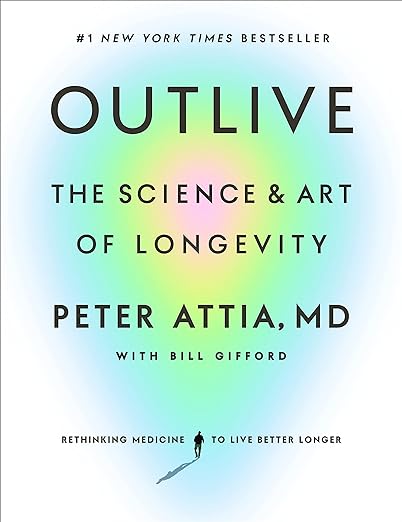 #1 NEW YORK TIMES BESTSELLER
OUTLIVE
THE SCIENCE & ART
OF LONGEVITY
PETER ATTIA, MD
WITH BILL GIFFORD
RETHINKING MEDICINE TO LIVE BETTER LONGER